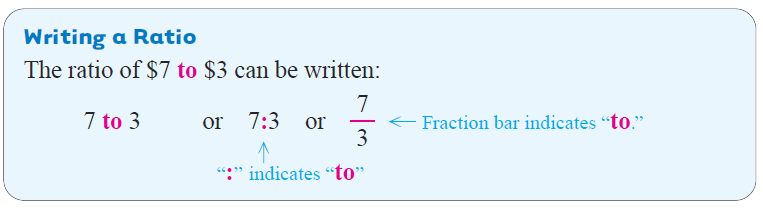 Writing a Ratio
The ratio of $7 to $3 can be written:
7 to 3 or 7:3 or 7/3 Fraction bar indicates “to.”
“:” indicates “to”